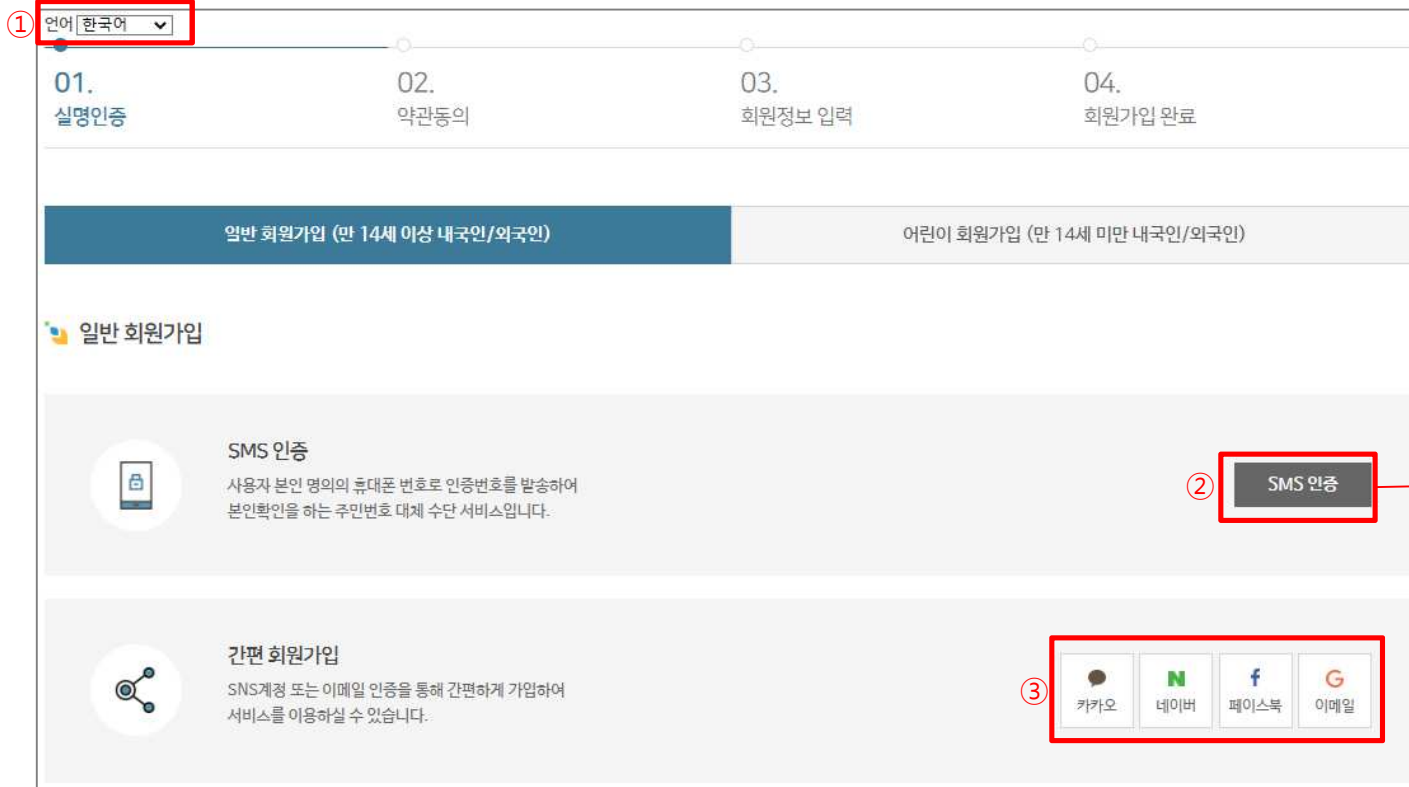 ① 언어 한국어
01.
실명인증
02.
약관동의
03.
회원정보 입력
04.
회원가입 완료
일반 회원가입 (만 14세 이상 내국인/외국인)
어린이 회원가입 (만 14세 미만 내국인/외국인)
일반 회원가입
SMS 인증
사용자 본인 명의의 휴대폰 번호로 인증번호를 발송하여
본인확인을 하는 주민번호 대체 수단 서비스입니다.
② SMS 인증
간편 회원가입
SNS계정 또는 이메일 인증을 통해 간편하게 가입하여
서비스를 이용하실 수 있습니다.
③ 카카오 네이버 페이스북 이메일